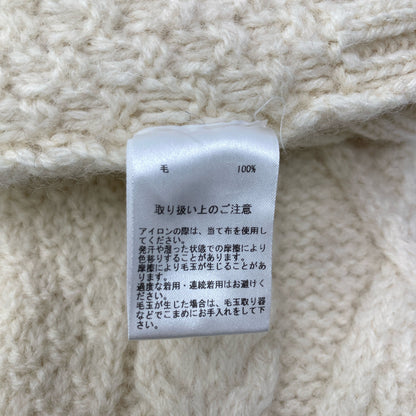 毛 100%
取り扱い上のご注意
アイロンの際は、当て布を使用し
てください。
発汗や湿った状態での摩擦により
色移りすることがあります。
摩擦により毛玉が生じることがあ
ります。
過度な着用・連続着用はお避けく
ださい。
毛玉が生じた場合は、毛玉取り器
などでこまめにお手入れをして下
さい。